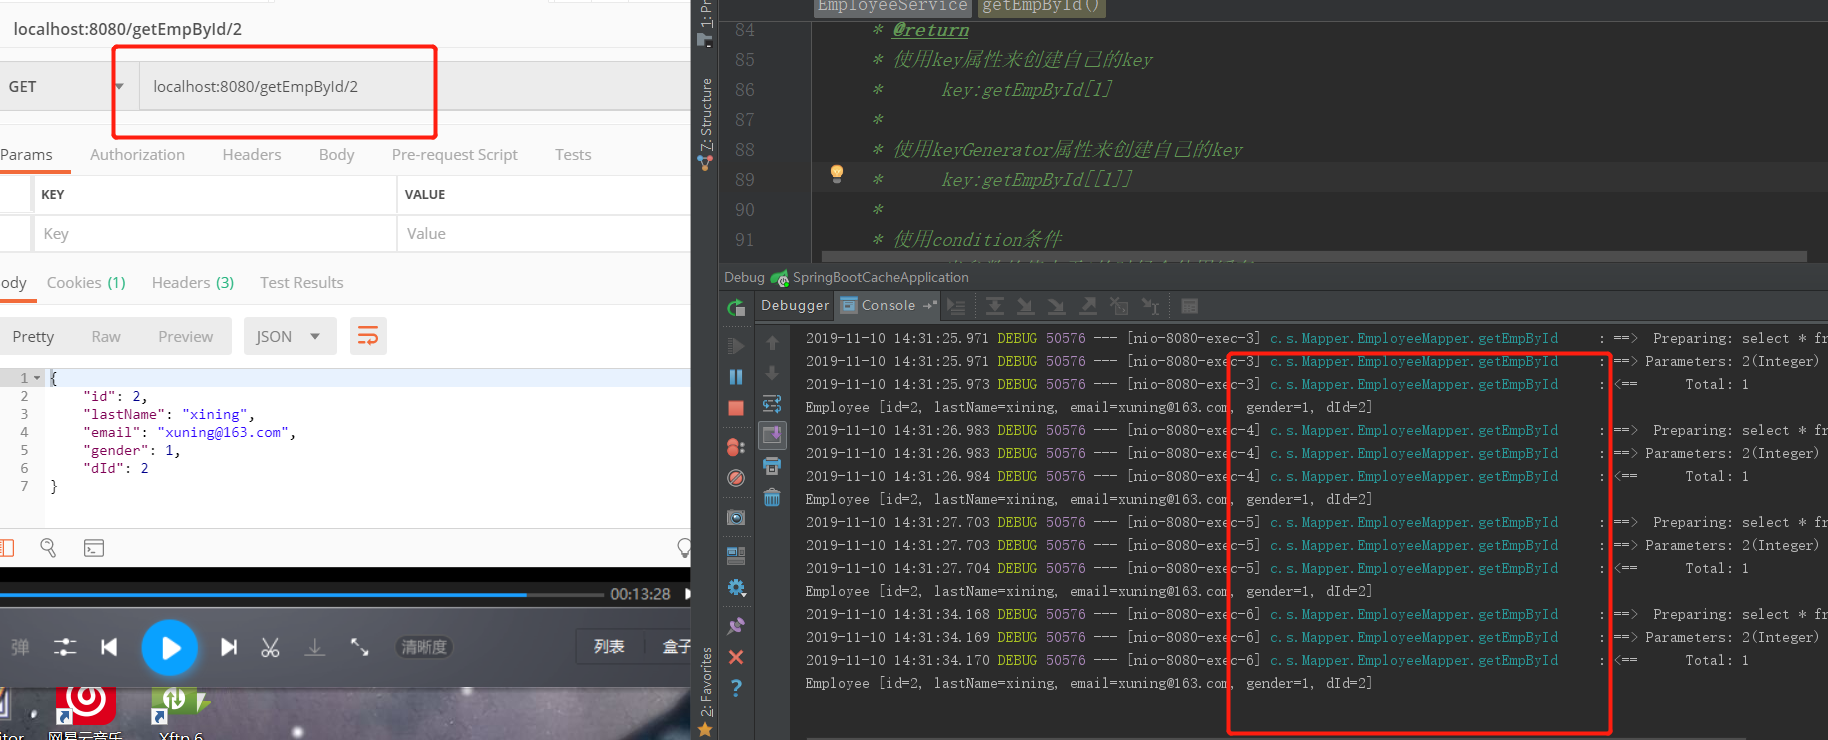 localhost:8080/getEmpById/2
GET
localhost:8080/getEmpById/2
Params Authorization Headers Body Pre-request Script Tests
KEY VALUE
Key Value
ody Cookies (1) Headers (3) Test Results
Pretty Raw Preview JSON
1 {
2 "id": 2,
3 "lastName": "xining",
4 "email": "xuning@163.com",
5 "gender": 1,
6 "dId": 2
7 }
00:13:28
弹 清晰度 列表 盒子
网易云音乐 Xftp 6
1: Pr
7: Structure
2: Favorites
EmployeeService getEmpById()
84 * @return
85 * 使用key属性来创建自己的key
86 * key:getEmpById[1]
87 *
88 * 使用keyGenerator属性来创建自己的key
89 * key:getEmpById[[1]]
90 *
91 * 使用condition条件
Debug SpringBootCacheApplication
Debugger Console
2019-11-10 14:31:25.971 DEBUG 50576 --- [nio-8080-exec-3] c.s.Mapper.EmployeeMapper.getEmpById : ==> Preparing: select * fr
2019-11-10 14:31:25.971 DEBUG 50576 --- [nio-8080-exec-3] c.s.Mapper.EmployeeMapper.getEmpById : ==> Parameters: 2(Integer)
2019-11-10 14:31:25.973 DEBUG 50576 --- [nio-8080-exec-3] c.s.Mapper.EmployeeMapper.getEmpById : <== Total: 1
Employee [id=2, lastName=xining, email=xuning@163.com, gender=1, dId=2]
2019-11-10 14:31:26.983 DEBUG 50576 --- [nio-8080-exec-4] c.s.Mapper.EmployeeMapper.getEmpById : ==> Preparing: select * fr
2019-11-10 14:31:26.983 DEBUG 50576 --- [nio-8080-exec-4] c.s.Mapper.EmployeeMapper.getEmpById : ==> Parameters: 2(Integer)
2019-11-10 14:31:26.984 DEBUG 50576 --- [nio-8080-exec-4] c.s.Mapper.EmployeeMapper.getEmpById : <== Total: 1
Employee [id=2, lastName=xining, email=xuning@163.com, gender=1, dId=2]
2019-11-10 14:31:27.703 DEBUG 50576 --- [nio-8080-exec-5] c.s.Mapper.EmployeeMapper.getEmpById : ==> Preparing: select * fr
2019-11-10 14:31:27.703 DEBUG 50576 --- [nio-8080-exec-5] c.s.Mapper.EmployeeMapper.getEmpById : ==> Parameters: 2(Integer)
2019-11-10 14:31:27.704 DEBUG 50576 --- [nio-8080-exec-5] c.s.Mapper.EmployeeMapper.getEmpById : <== Total: 1
Employee [id=2, lastName=xining, email=xuning@163.com, gender=1, dId=2]
2019-11-10 14:31:34.168 DEBUG 50576 --- [nio-8080-exec-6] c.s.Mapper.EmployeeMapper.getEmpById : ==> Preparing: select * fr
2019-11-10 14:31:34.169 DEBUG 50576 --- [nio-8080-exec-6] c.s.Mapper.EmployeeMapper.getEmpById : ==> Parameters: 2(Integer)
2019-11-10 14:31:34.170 DEBUG 50576 --- [nio-8080-exec-6] c.s.Mapper.EmployeeMapper.getEmpById : <== Total: 1
Employee [id=2, lastName=xining, email=xuning@163.com, gender=1, dId=2]